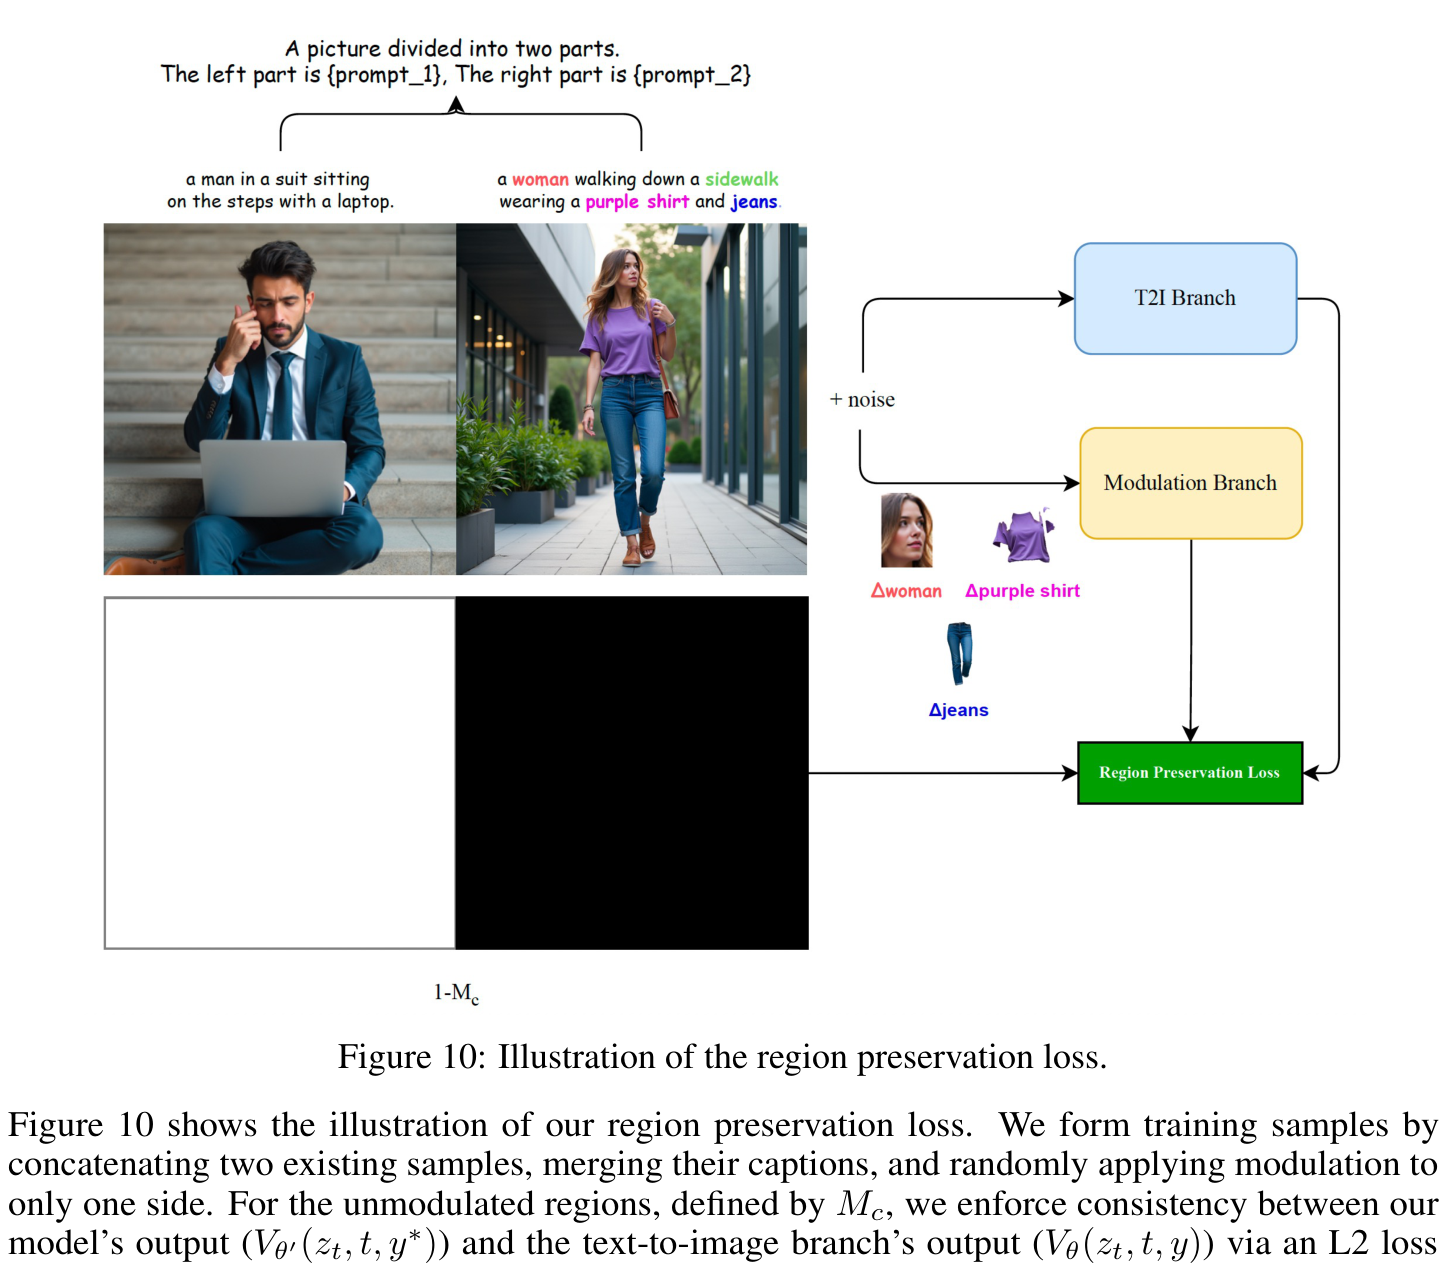 A picture divided into two parts.
The left part is {prompt_1}, The right part is {prompt_2}
a man in a suit sitting
on the steps with a laptop.
a woman walking down a sidewalk
wearing a purple shirt and jeans.
T2I Branch
+ noise
Modulation Branch
Δwoman
Δpurple shirt
Δjeans
Region Preservation Loss
1-M_c
Figure 10: Illustration of the region preservation loss.
Figure 10 shows the illustration of our region preservation loss. We form training samples by
concatenating two existing samples, merging their captions, and randomly applying modulation to
only one side. For the unmodulated regions, defined by M_c, we enforce consistency between our
model's output (V_θ′(z_t, t, y*)) and the text-to-image branch's output (V_θ(z_t, t, y)) via an L2 loss